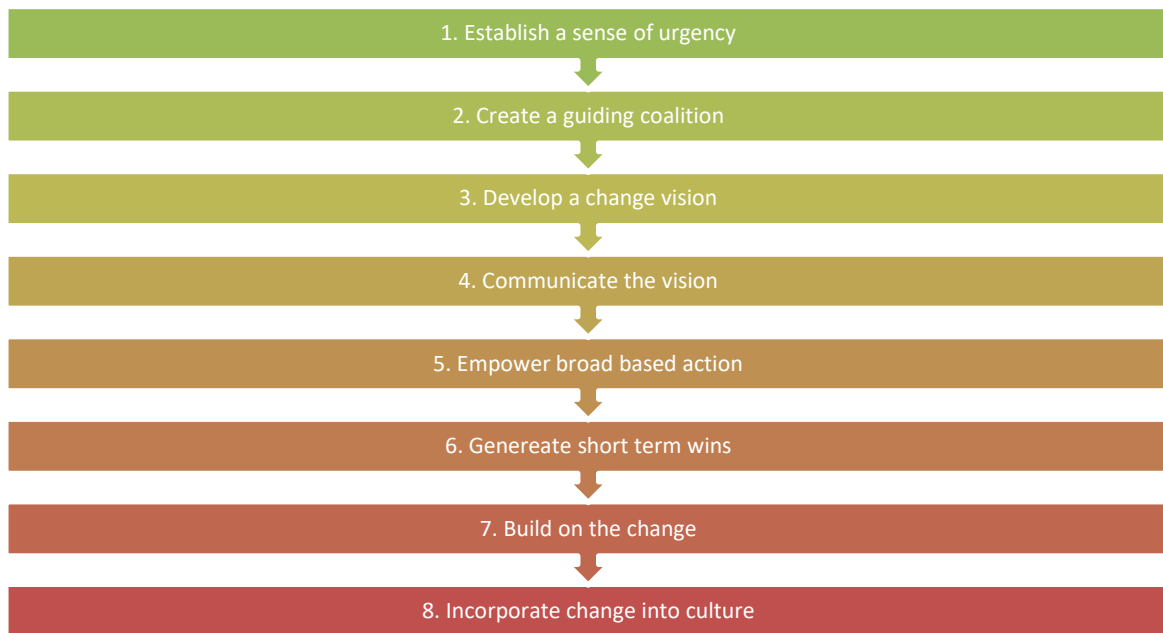 1. Establish a sense of urgency
2. Create a guiding coalition
3. Develop a change vision
4. Communicate the vision
5. Empower broad based action
6. Genereate short term wins
7. Build on the change
8. Incorporate change into culture